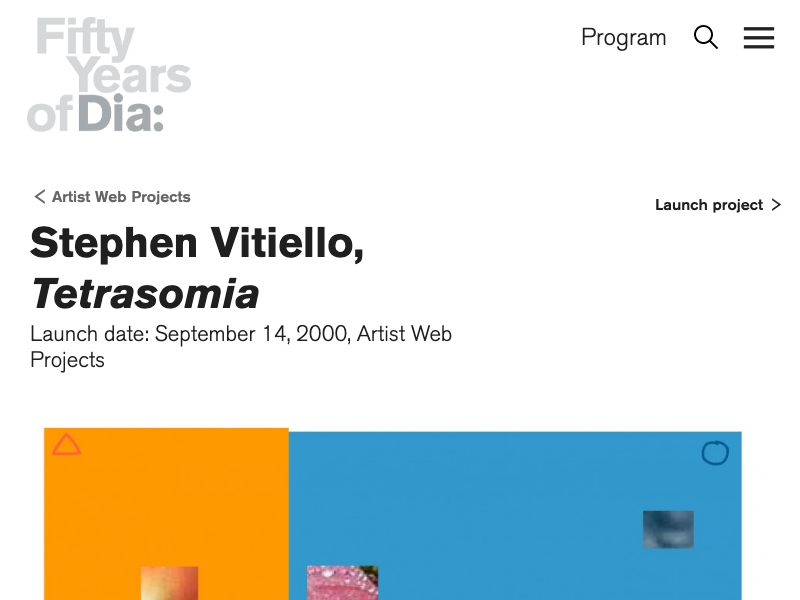 Fifty
Years
of Dia:
Program
Artist Web Projects
Launch project
Stephen Vitiello,
Tetrasomia
Launch date: September 14, 2000, Artist Web
Projects